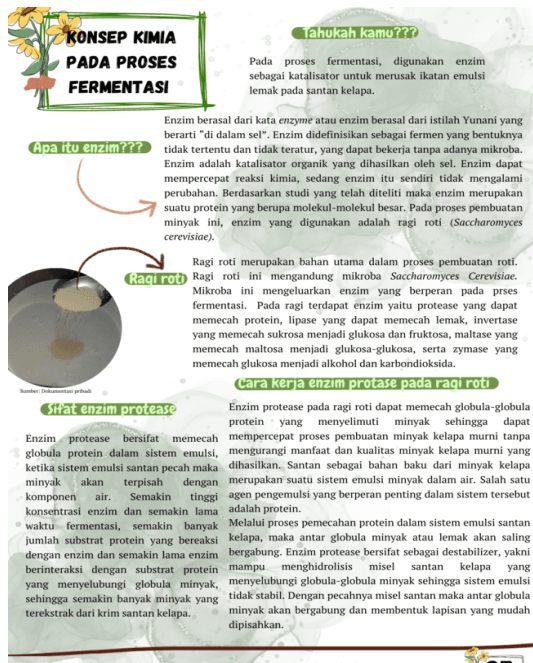 KONSEP KIMIA
PADA PROSES
FERMENTASI
Tahukah kamu???
Pada proses fermentasi, digunakan enzim
sebagai katalisator untuk merusak ikatan emulsi
lemak pada santan kelapa.
Apa itu enzim???
Enzim berasal dari kata enzyme atau enzim berasal dari istilah Yunani yang
berarti “di dalam sel”. Enzim didefinisikan sebagai fermen yang bentuknya
tidak tertentu dan tidak teratur, yang dapat bekerja tanpa adanya mikroba.
Enzim adalah katalisator organik yang dihasilkan oleh sel. Enzim dapat
mempercepat reaksi kimia, sedang enzim itu sendiri tidak mengalami
perubahan. Berdasarkan studi yang telah diteliti maka enzim merupakan
suatu protein yang berupa molekul-molekul besar. Pada proses pembuatan
minyak ini, enzim yang digunakan adalah ragi roti (Saccharomyces
cerevisiae).
Ragi roti
Ragi roti merupakan bahan utama dalam proses pembuatan roti.
Ragi roti ini mengandung mikroba Saccharomyces Cerevisiae.
Mikroba ini mengeluarkan enzim yang berperan pada prses
fermentasi. Pada ragi terdapat enzim yaitu protease yang dapat
memecah protein, lipase yang dapat memecah lemak, invertase
yang memecah sukrosa menjadi glukosa dan fruktosa, maltase yang
memecah maltosa menjadi glukosa-glukosa, serta zymase yang
memecah glukosa menjadi alkohol dan karbondioksida.
Sumber: Dokumentasi pribadi
Sifat enzim protease
Enzim protease bersifat memecah
globula protein dalam sistem emulsi,
ketika sistem emulsi santan pecah maka
minyak akan terpisah dengan
komponen air. Semakin tinggi
konsentrasi enzim dan semakin lama
waktu fermentasi, semakin banyak
jumlah substrat protein yang bereaksi
dengan enzim dan semakin lama enzim
berinteraksi dengan substrat protein
yang menyelubungi globula minyak,
sehingga semakin banyak minyak yang
terekstrak dari krim santan kelapa.
Cara kerja enzim protase pada ragi roti
Enzim protease pada ragi roti dapat memecah globula-globula
protein yang menyelimuti minyak sehingga dapat
mempercepat proses pembuatan minyak kelapa murni tanpa
mengurangi manfaat dan kualitas minyak kelapa murni yang
dihasilkan. Santan sebagai bahan baku dari minyak kelapa
merupakan suatu sistem emulsi minyak dalam air. Salah satu
agen pengemulsi yang berperan penting dalam sistem tersebut
adalah protein.
Melalui proses pemecahan protein dalam sistem emulsi santan
kelapa, maka antar globula minyak atau lemak akan saling
bergabung. Enzim protease bersifat sebagai destabilizer, yakni
mampu menghidrolisis misel santan kelapa yang
menyelubungi globula-globula minyak sehingga sistem emulsi
tidak stabil. Dengan pecahnya misel santan maka antar globula
minyak akan bergabung dan membentuk lapisan yang mudah
dipisahkan.